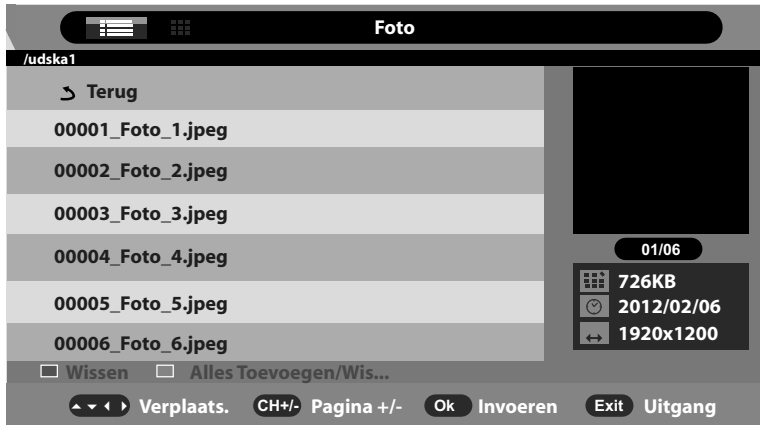 Foto
/udska1
Terug
00001_Foto_1.jpeg
00002_Foto_2.jpeg
00003_Foto_3.jpeg
00004_Foto_4.jpeg
00005_Foto_5.jpeg
00006_Foto_6.jpeg
01/06
726KB
2012/02/06
1920x1200
Wissen Alles Toevoegen/Wis...
Verplaats. CH+/- Pagina +/- Ok Invoeren Exit Uitgang